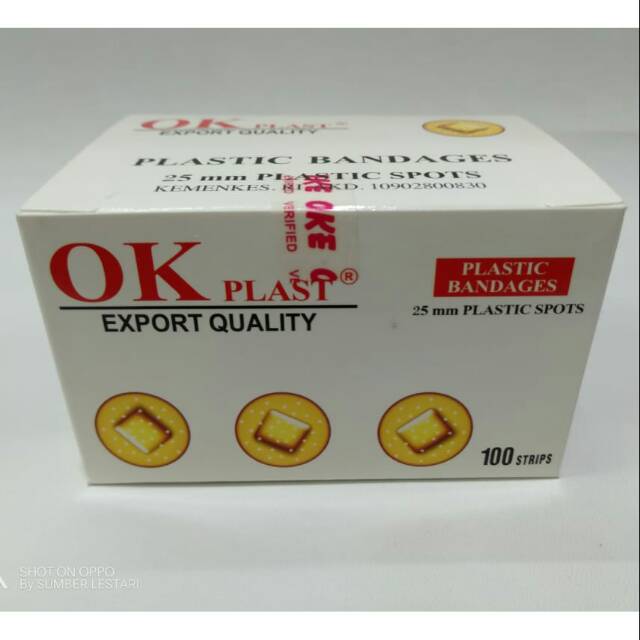 OK PLAST®
EXPORT QUALITY
PLASTIC BANDAGES
25 mm PLASTIC SPOTS
KEMENKES. KD. 10902800830
OKE
VERIFIED
OK PLAST®
EXPORT QUALITY
PLASTIC
BANDAGES
25 mm PLASTIC SPOTS
100 STRIPS
SHOT ON OPPO
By SUMBER LESTARI